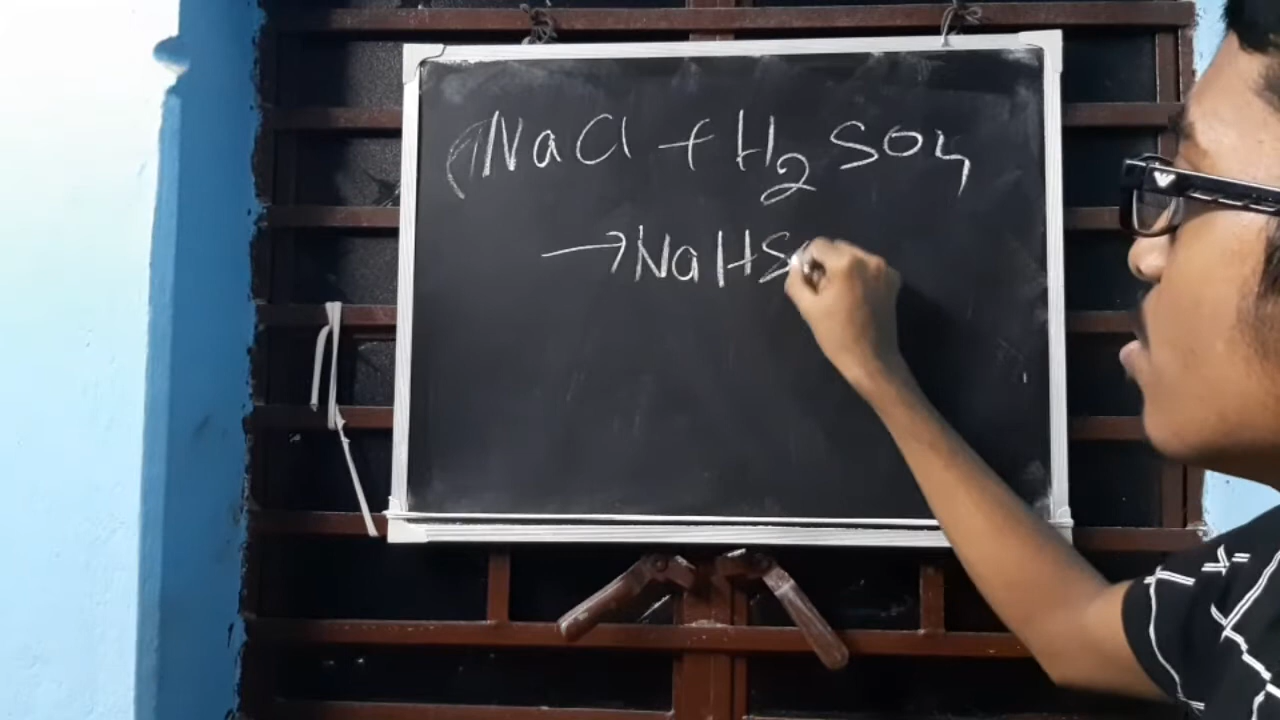 NaCl + H2SO4
→ NaHS